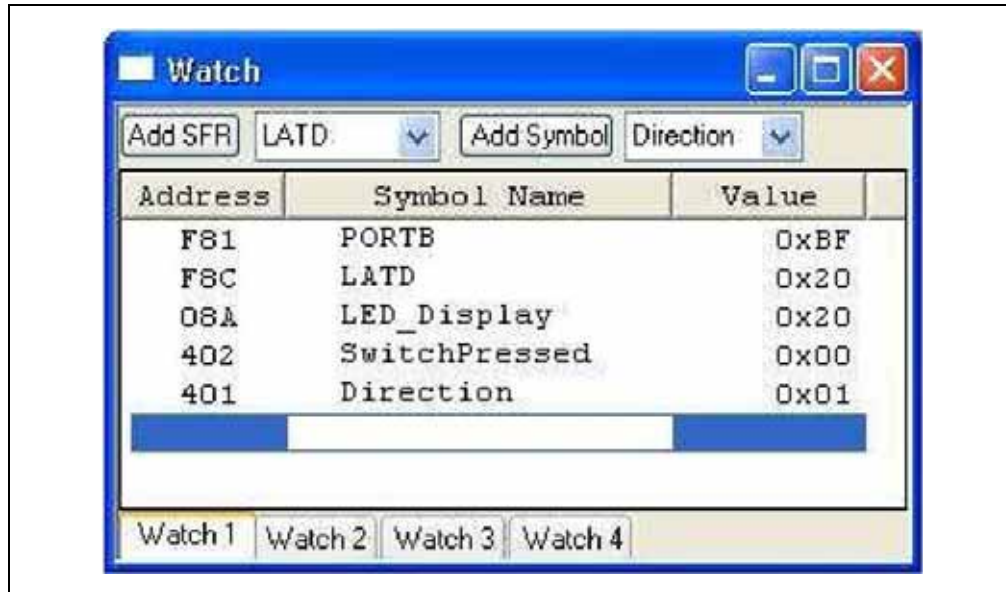 Watch
Add SFR LATD Add Symbol Direction
Address Symbol Name Value
F81 PORTB 0xBF
F8C LATD 0x20
08A LED_Display 0x20
402 SwitchPressed 0x00
401 Direction 0x01
Watch 1 Watch 2 Watch 3 Watch 4